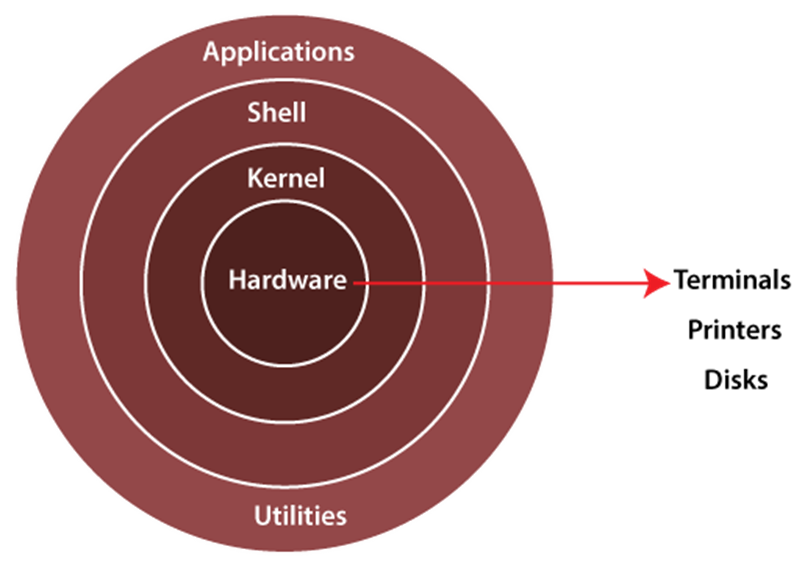 Applications
Shell
Kernel
Hardware
Terminals
Printers
Disks
Utilities